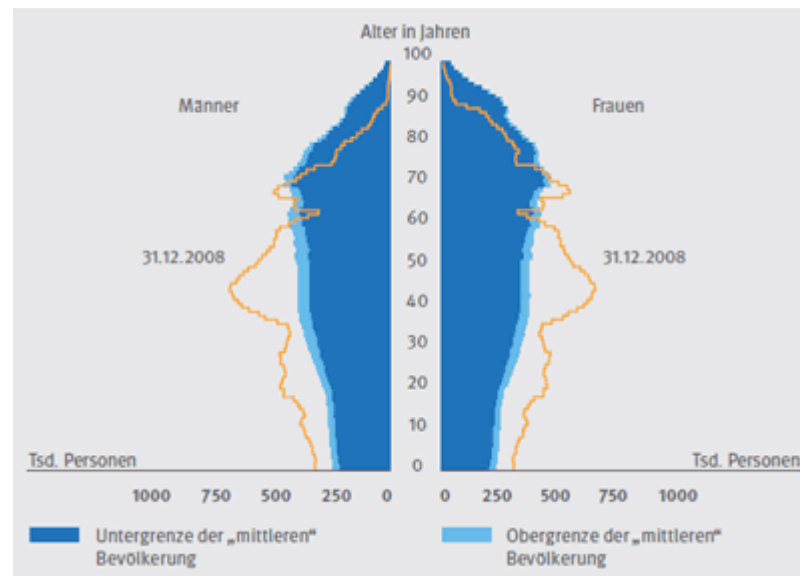 Alter in Jahren
100
Männer
90
Frauen
80
70
60
31.12.2008
50
31.12.2008
40
30
20
10
Tsd. Personen
0
Tsd. Personen
1000 750 500 250 0 0 250 500 750 1000
Untergrenze der „mittleren“
Bevölkerung
Obergrenze der „mittleren“
Bevölkerung